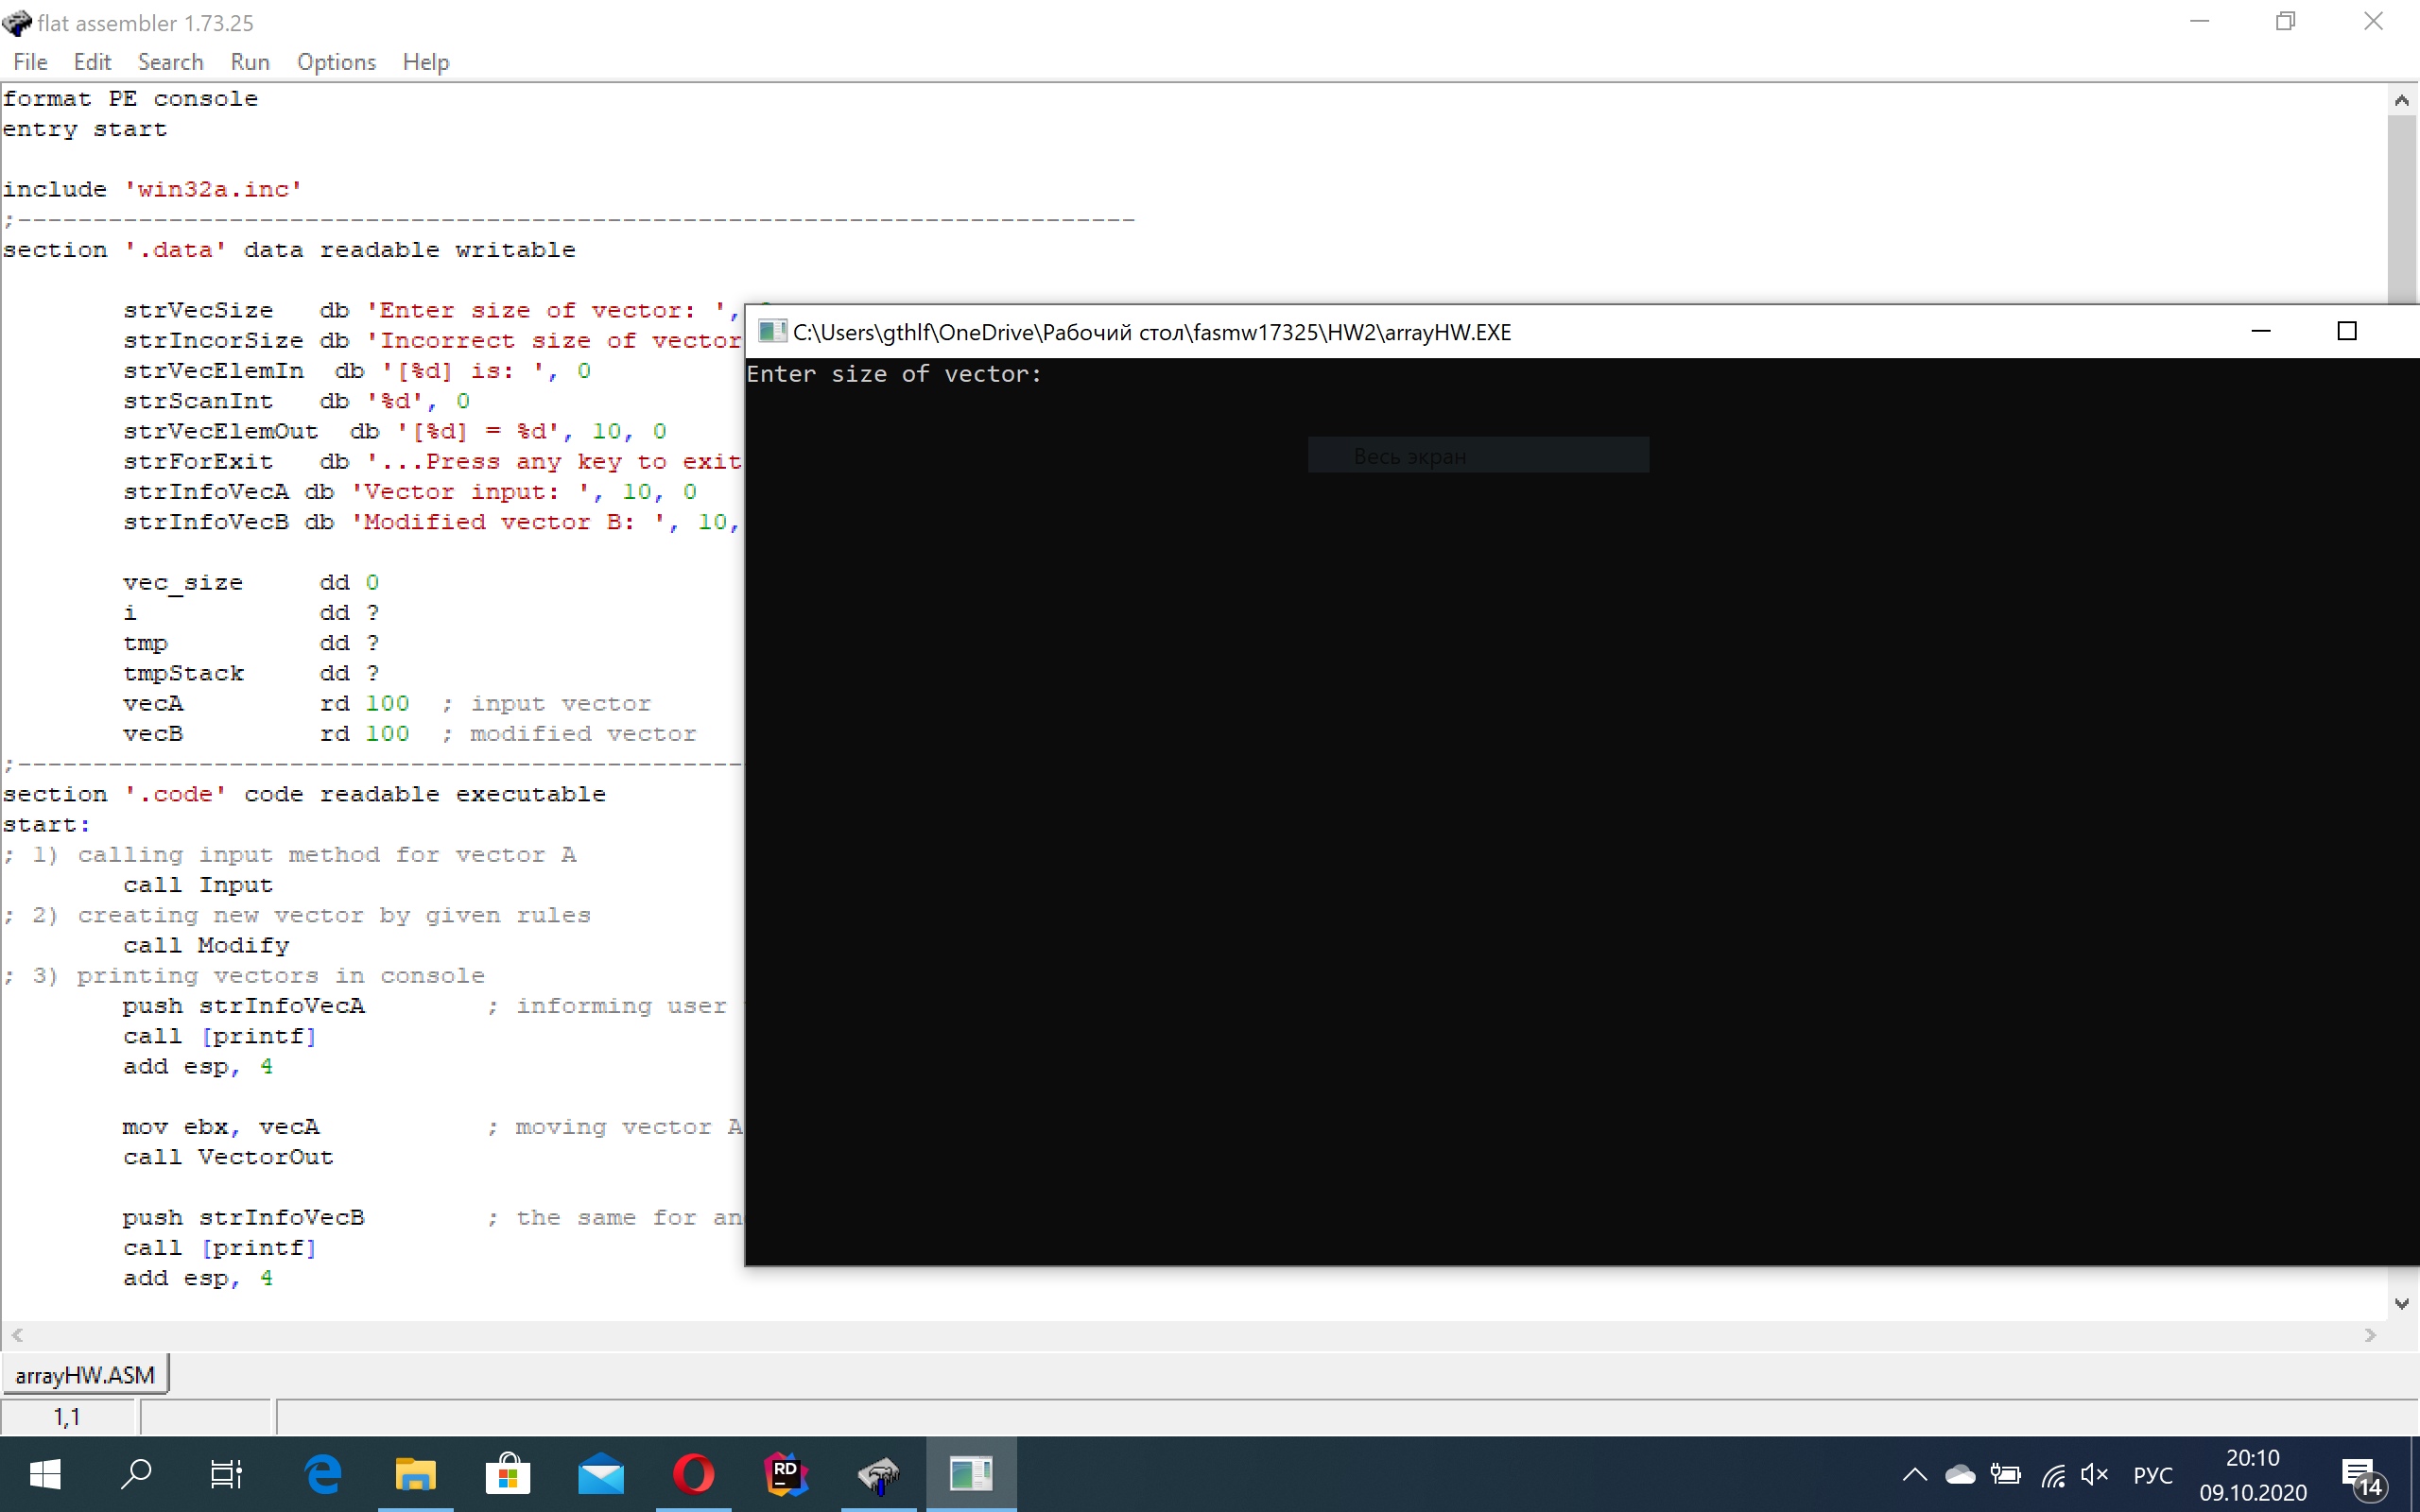 flat assembler 1.73.25
File Edit Search Run Options Help
format PE console
entry start
include 'win32a.inc'
;--------------------------------------------------------------------------
section '.data' data readable writable
strVecSize db 'Enter size of vector: ',
strIncorSize db 'Incorrect size of vector
strVecElemIn db '[%d] is: ', 0
strScanInt db '%d', 0
strVecElemOut db '[%d] = %d', 10, 0
strForExit db '...Press any key to exit
strInfoVecA db 'Vector input: ', 10, 0
strInfoVecB db 'Modified vector B: ', 10,
vec_size dd 0
i dd ?
tmp dd ?
tmpStack dd ?
vecA rd 100 ; input vector
vecB rd 100 ; modified vector
;------------------------------------------------
section '.code' code readable executable
start:
; 1) calling input method for vector A
call Input
; 2) creating new vector by given rules
call Modify
; 3) printing vectors in console
push strInfoVecA ; informing user
call [printf]
add esp, 4
mov ebx, vecA ; moving vector A
call VectorOut
push strInfoVecB ; the same for an
call [printf]
add esp, 4
arrayHW.ASM
1,1
C:\Users\gthlf\OneDrive\Рабочий стол\fasmw17325\HW2\arrayHW.EXE
Enter size of vector:
Весь экран
RD
РУС
20:10
09.10.2020
14